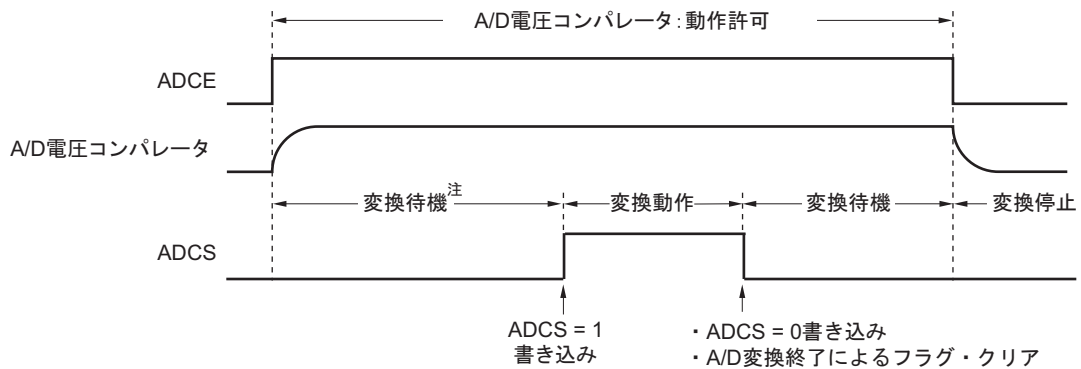 A/D電圧コンパレータ：動作許可
ADCE
A/D電圧コンパレータ
変換待機注
変換動作
変換待機
変換停止
ADCS
ADCS = 1
書き込み
・ADCS = 0書き込み
・A/D変換終了によるフラグ・クリア